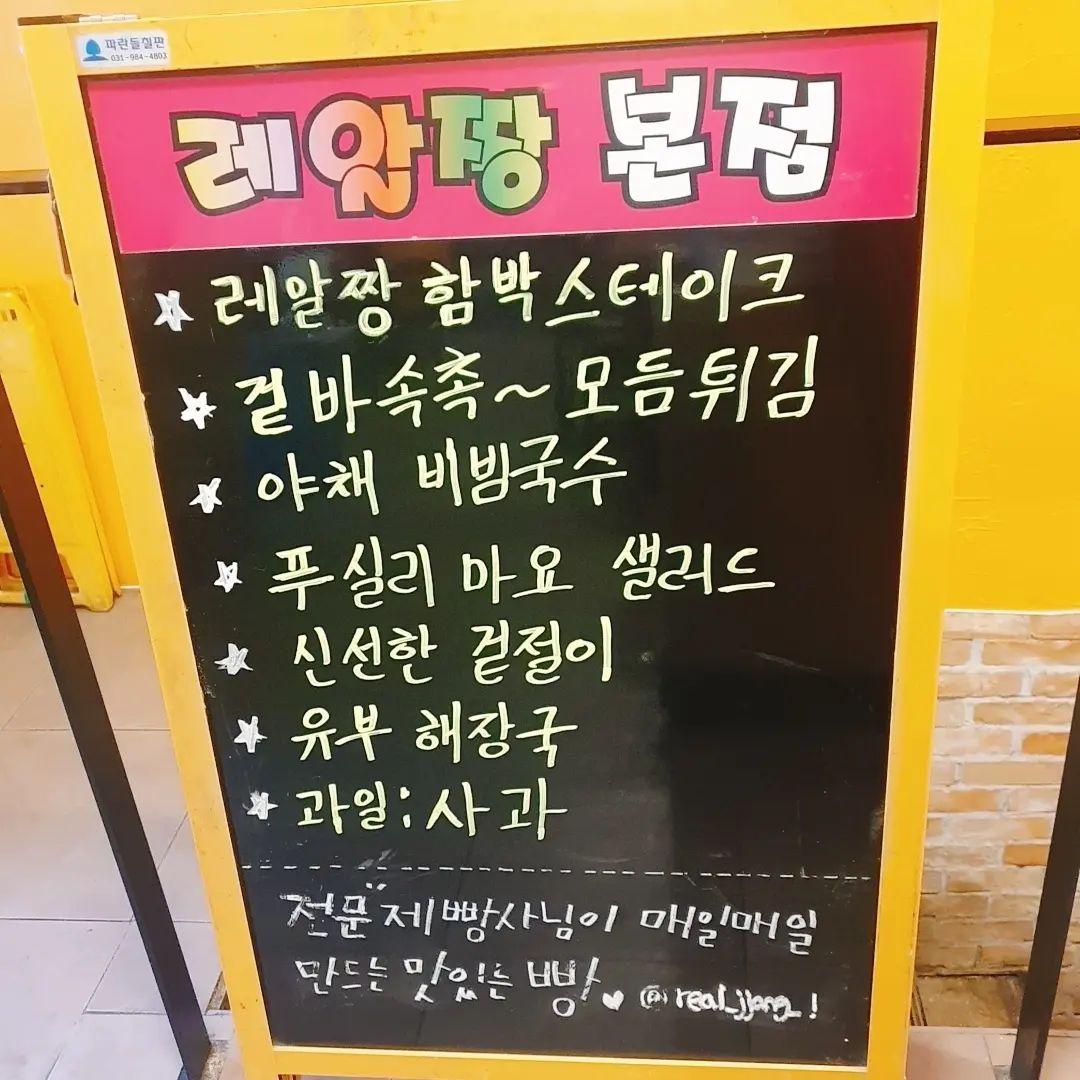 파란들칠판
031-984-4803
레알짱 본점
레알짱 함박스테이크
겉바속촉~모듬튀김
야채 비빔국수
푸실리 마요 샐러드
신선한 겉절이
유부 해장국
과일:사과
전문 제빵사님이 매일매일
만드는 맛있는 빵♥ @real_jjang_!